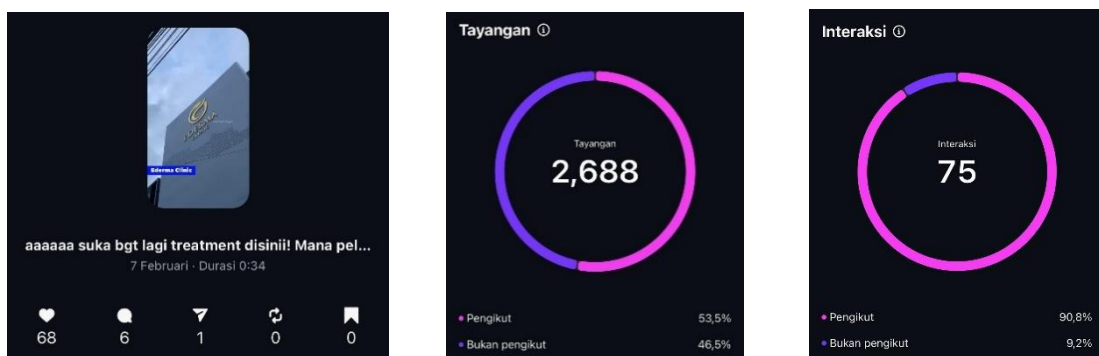 Ederma Clinic
aaaaaa suka bgt lagi treatment disinii! Mana pel...
7 Februari · Durasi 0:34
68 6 1 0 0
Tayangan
Tayangan
2,688
Pengikut 53,5%
Bukan pengikut 46,5%
Interaksi
Interaksi
75
Pengikut 90,8%
Bukan pengikut 9,2%